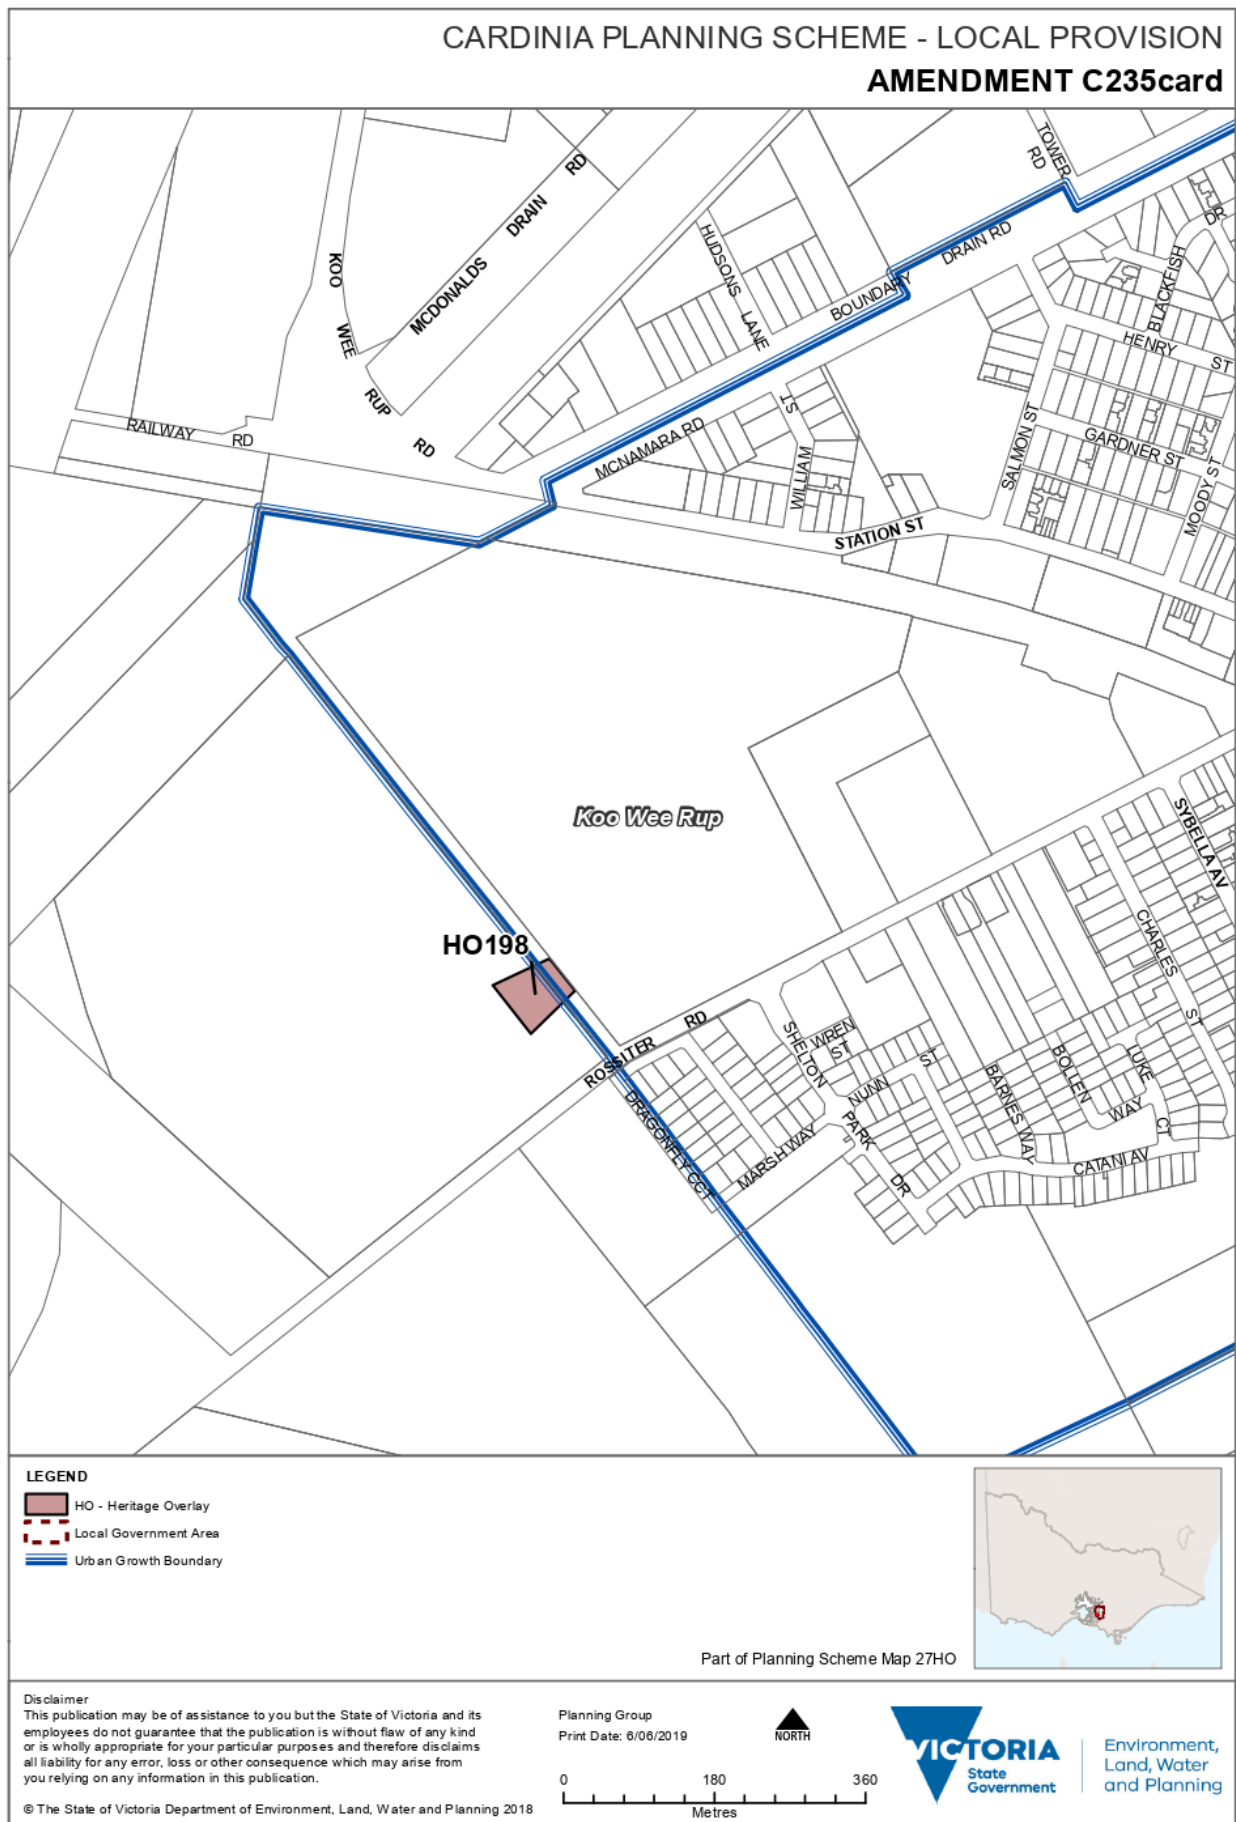 CARDINIA PLANNING SCHEME - LOCAL PROVISION
AMENDMENT C235card
TOWER RD
KOO WEE RUP RD
MCDONALDS DRAIN RD
HUDSONS LANE
BOUNDARY DRAIN RD
BLACKFISH DR
HENRY ST
RAILWAY RD
MCNAMARA RD
WILLIAM ST
SALMON ST
GARDNER ST
MOODY ST
STATION ST
Koo Wee Rup
SYBELLA AV
CHARLES ST
HO198
ROSSITER RD
SHELTON PARK DR
WREN ST
NUNN ST
BARNES WAY
BOLLEN WAY
LUKE CT
DRAGONFLY CCT
MARSH WAY
CATANI AV
LEGEND
HO - Heritage Overlay
Local Government Area
Urban Growth Boundary
Part of Planning Scheme Map 27HO
Disclaimer
This publication may be of assistance to you but the State of Victoria and its
employees do not guarantee that the publication is without flaw of any kind
or is wholly appropriate for your particular purposes and therefore disclaims
all liability for any error, loss or other consequence which may arise from
you relying on any information in this publication.
© The State of Victoria Department of Environment, Land, Water and Planning 2018
Planning Group
Print Date: 6/06/2019
NORTH
0 180 360
Metres
VICTORIA
State
Government
Environment,
Land, Water
and Planning